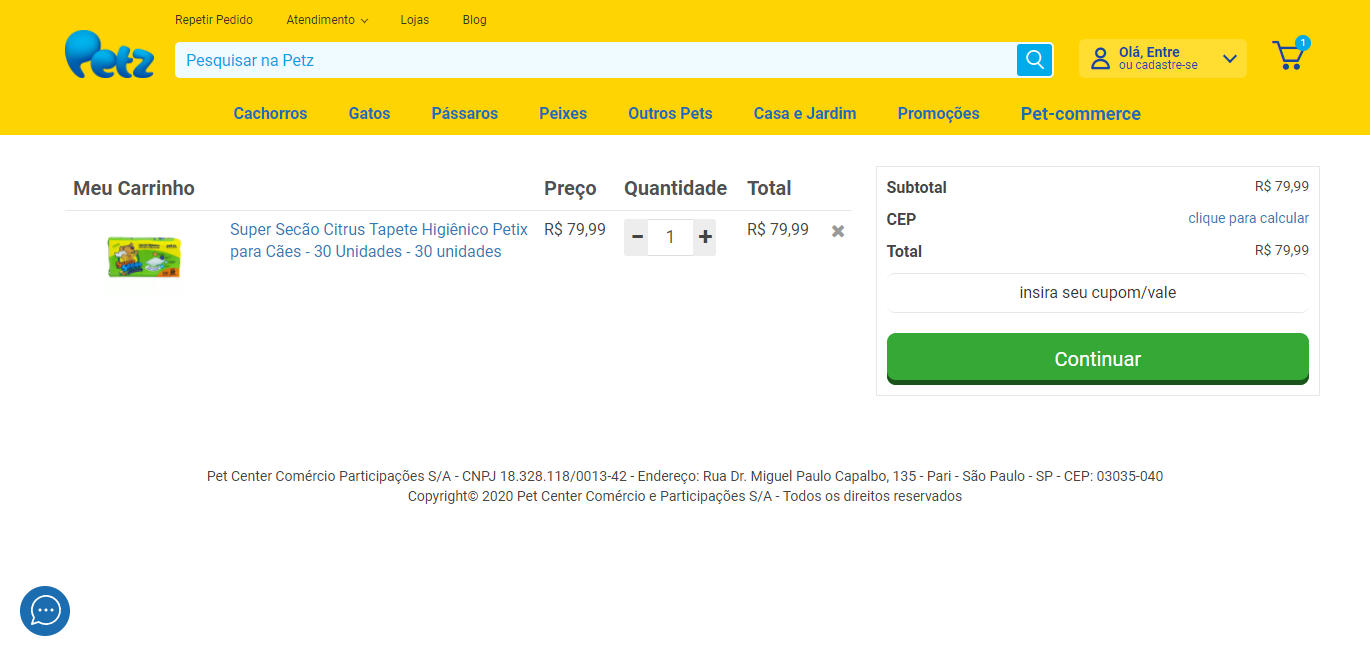 Repetir Pedido Atendimento Lojas Blog
Petz
Pesquisar na Petz
Olá, Entre
ou cadastre-se
1
Cachorros Gatos Pássaros Peixes Outros Pets Casa e Jardim Promoções Pet-commerce
Meu Carrinho Preço Quantidade Total
Super Secão Citrus Tapete Higiênico Petix
para Cães - 30 Unidades - 30 unidades
R$ 79,99 1 R$ 79,99
Subtotal R$ 79,99
CEP clique para calcular
Total R$ 79,99
insira seu cupom/vale
Continuar
Pet Center Comércio Participações S/A - CNPJ 18.328.118/0013-42 - Endereço: Rua Dr. Miguel Paulo Capalbo, 135 - Pari - São Paulo - SP - CEP: 03035-040
Copyright© 2020 Pet Center Comércio e Participações S/A - Todos os direitos reservados